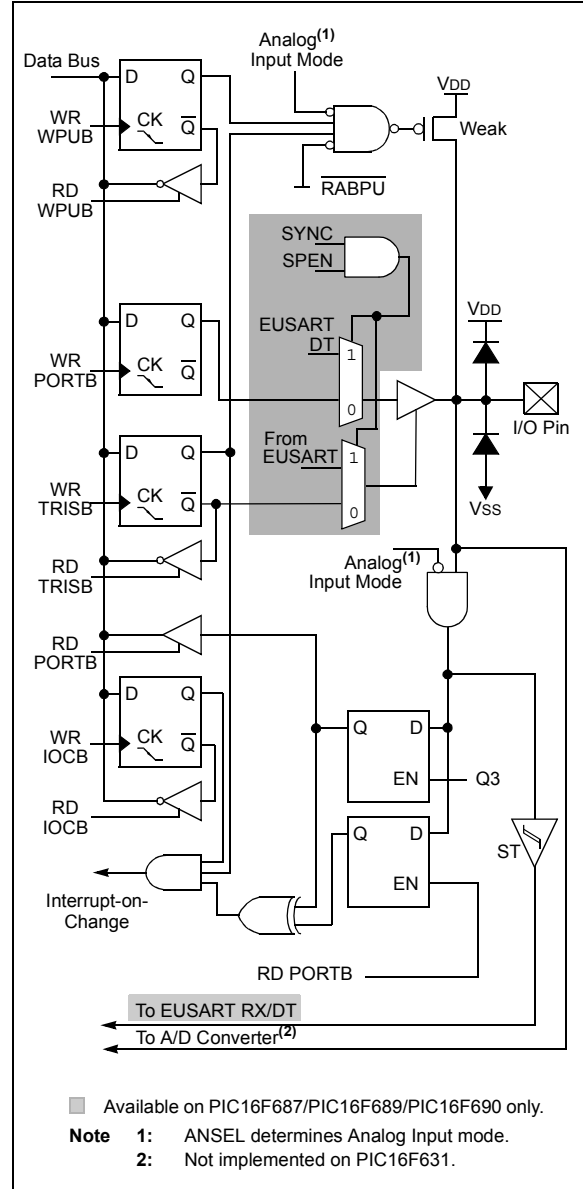 Analog(1)
Input Mode
Data Bus
D Q
WR
WPUB
CK
Q
VDD
Weak
RD
WPUB
RABPU
SYNC
SPEN
EUSART
DT
1
0
D Q
WR
PORTB
CK
Q
VDD
I/O Pin
VSS
From
EUSART
1
0
D Q
WR
TRISB
CK
Q
RD
TRISB
Analog(1)
Input Mode
RD
PORTB
D Q
WR
IOCB
CK
Q
Q D
EN
Q3
RD
IOCB
Q D
EN
ST
Interrupt-on-
Change
RD PORTB
To EUSART RX/DT
To A/D Converter(2)
Available on PIC16F687/PIC16F689/PIC16F690 only.
Note 1: ANSEL determines Analog Input mode.
2: Not implemented on PIC16F631.